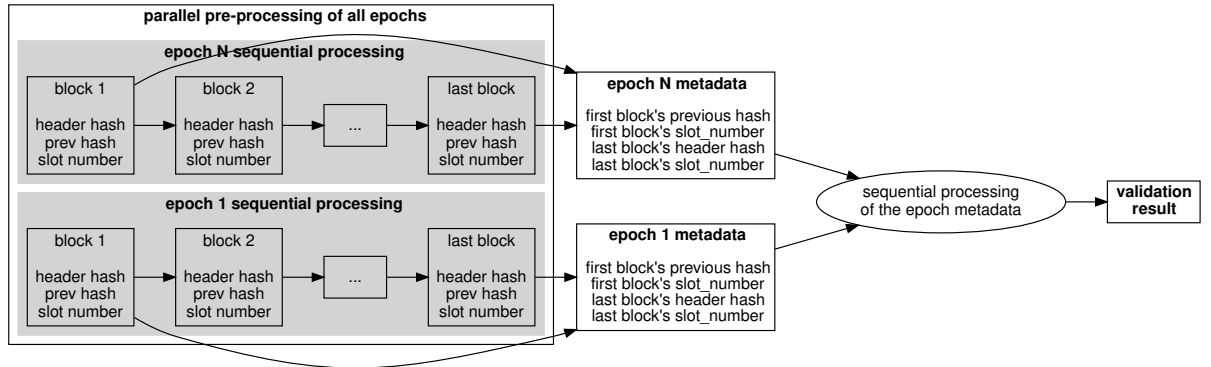 parallel pre-processing of all epochs
epoch N sequential processing
block 1
header hash
prev hash
slot number
block 2
header hash
prev hash
slot number
...
last block
header hash
prev hash
slot number
epoch N metadata
first block's previous hash
first block's slot_number
last block's header hash
last block's slot_number
epoch 1 sequential processing
block 1
header hash
prev hash
slot number
block 2
header hash
prev hash
slot number
...
last block
header hash
prev hash
slot number
epoch 1 metadata
first block's previous hash
first block's slot_number
last block's header hash
last block's slot_number
sequential processing
of the epoch metadata
validation
result